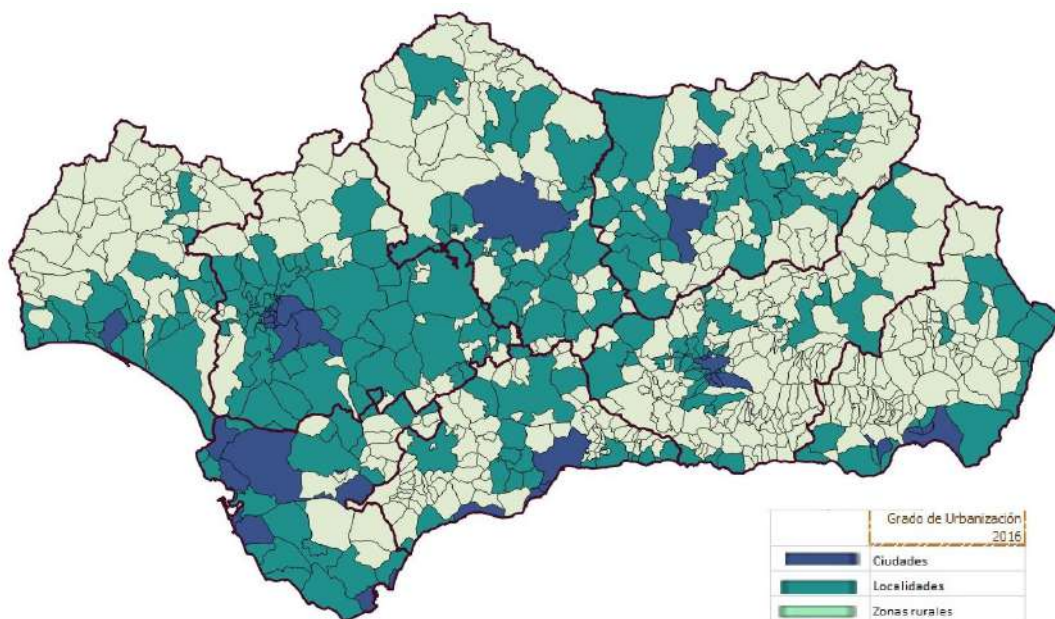 Grado de Urbanización
2016
Ciudades
Localidades
Zonas rurales